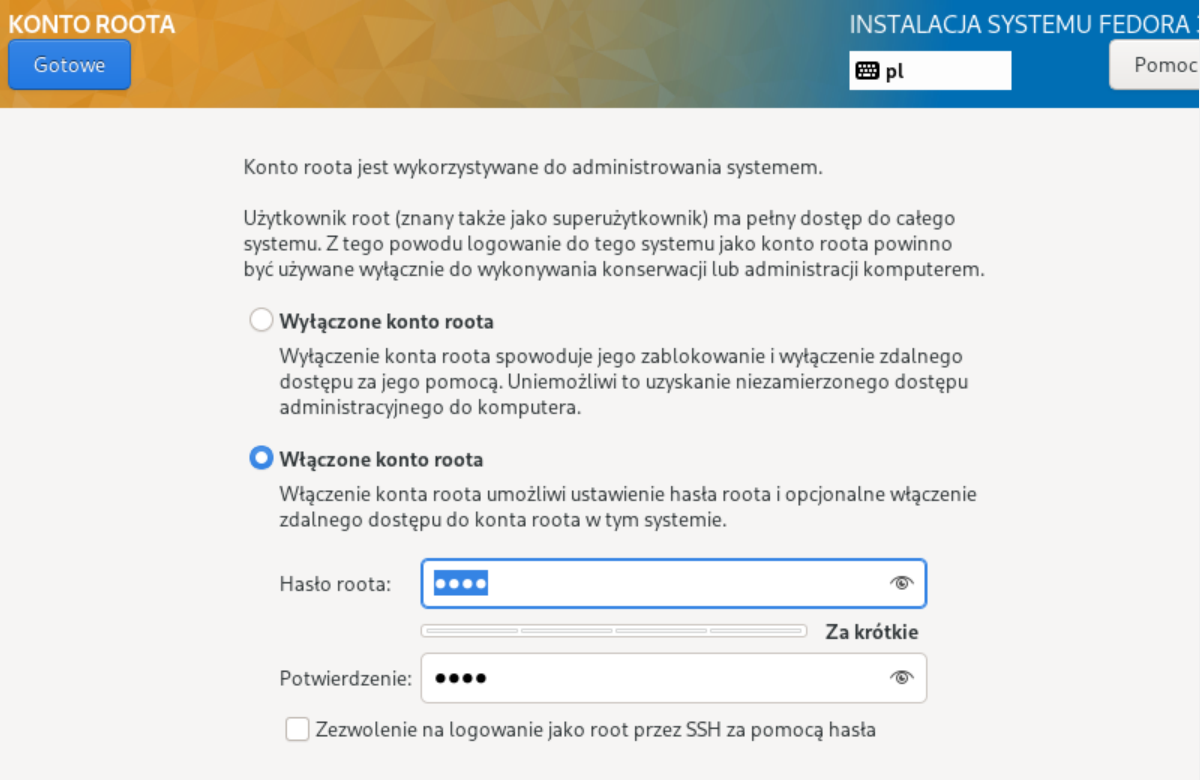 KONTO ROOTA
INSTALACJA SYSTEMU FEDORA
Gotowe
pl
Pomoc
Konto roota jest wykorzystywane do administrowania systemem.
Użytkownik root (znany także jako superużytkownik) ma pełny dostęp do całego
systemu. Z tego powodu logowanie do tego systemu jako konto roota powinno
być używane wyłącznie do wykonywania konserwacji lub administracji komputerem.
Wyłączone konto roota
Wyłączenie konta roota spowoduje jego zablokowanie i wyłączenie zdalnego
dostępu za jego pomocą. Uniemożliwi to uzyskanie niezamierzonego dostępu
administracyjnego do komputera.
Włączone konto roota
Włączenie konta roota umożliwi ustawienie hasła roota i opcjonalne włączenie
zdalnego dostępu do konta roota w tym systemie.
Hasło roota: ●●●●
Za krótkie
Potwierdzenie: ●●●●
Zezwolenie na logowanie jako root przez SSH za pomocą hasła